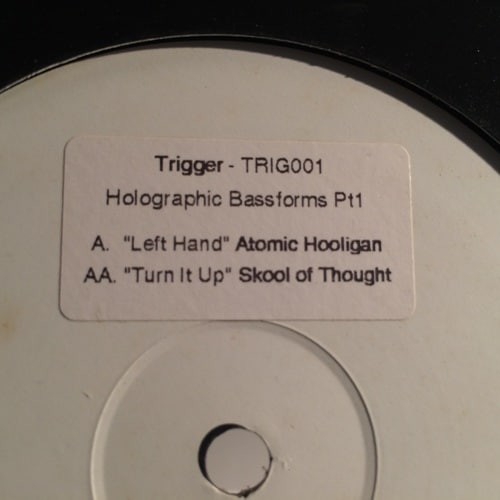 Trigger - TRIG001
Holographic Bassforms Pt1
A. "Left Hand" Atomic Hooligan
AA. "Turn It Up" Skool of Thought